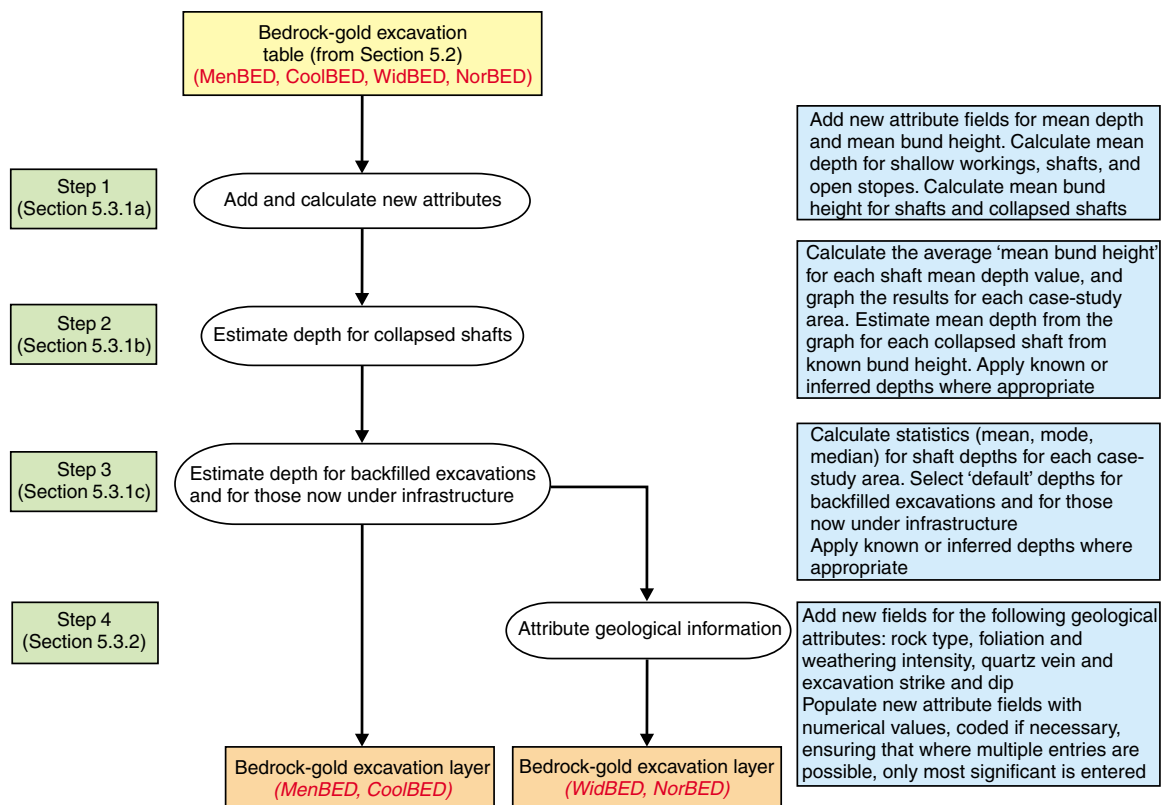 Bedrock-gold excavation
table (from Section 5.2)
(MenBED, CoolBED, WidBED, NorBED)
Step 1
(Section 5.3.1a)
Add and calculate new attributes
Add new attribute fields for mean depth
and mean bund height. Calculate mean
depth for shallow workings, shafts, and
open stopes. Calculate mean bund
height for shafts and collapsed shafts
Step 2
(Section 5.3.1b)
Estimate depth for collapsed shafts
Calculate the average ‘mean bund height’
for each shaft mean depth value, and
graph the results for each case-study
area. Estimate mean depth from the
graph for each collapsed shaft from
known bund height. Apply known or
inferred depths where appropriate
Step 3
(Section 5.3.1c)
Estimate depth for backfilled excavations
and for those now under infrastructure
Calculate statistics (mean, mode,
median) for shaft depths for each case-
study area. Select ‘default’ depths for
backfilled excavations and for those
now under infrastructure
Apply known or inferred depths where
appropriate
Step 4
(Section 5.3.2)
Attribute geological information
Add new fields for the following geological
attributes: rock type, foliation and
weathering intensity, quartz vein and
excavation strike and dip
Populate new attribute fields with
numerical values, coded if necessary,
ensuring that where multiple entries are
possible, only most significant is entered
Bedrock-gold excavation layer
(MenBED, CoolBED)
Bedrock-gold excavation layer
(WidBED, NorBED)